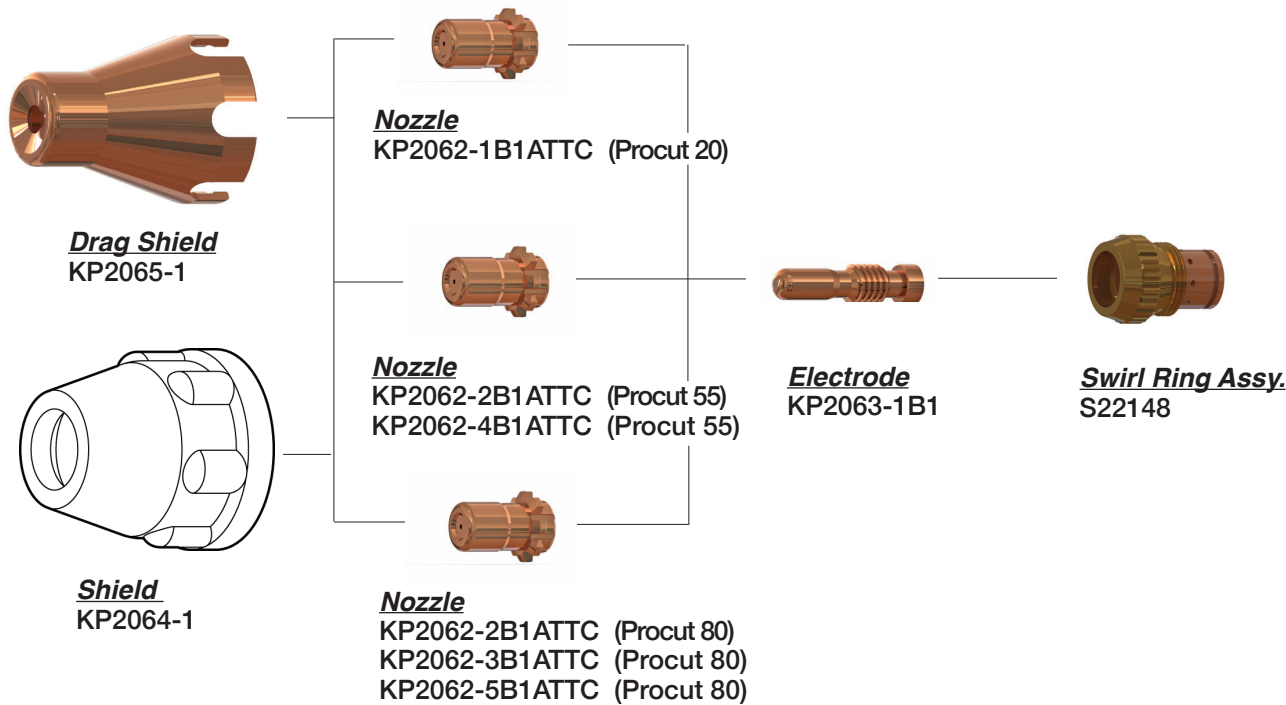 Nozzle
KP2062-1B1ATTC (Procut 20)
Drag Shield
KP2065-1
Nozzle
KP2062-2B1ATTC (Procut 55)
KP2062-4B1ATTC (Procut 55)
Electrode
KP2063-1B1
Swirl Ring Assy.
S22148
Shield
KP2064-1
Nozzle
KP2062-2B1ATTC (Procut 80)
KP2062-3B1ATTC (Procut 80)
KP2062-5B1ATTC (Procut 80)